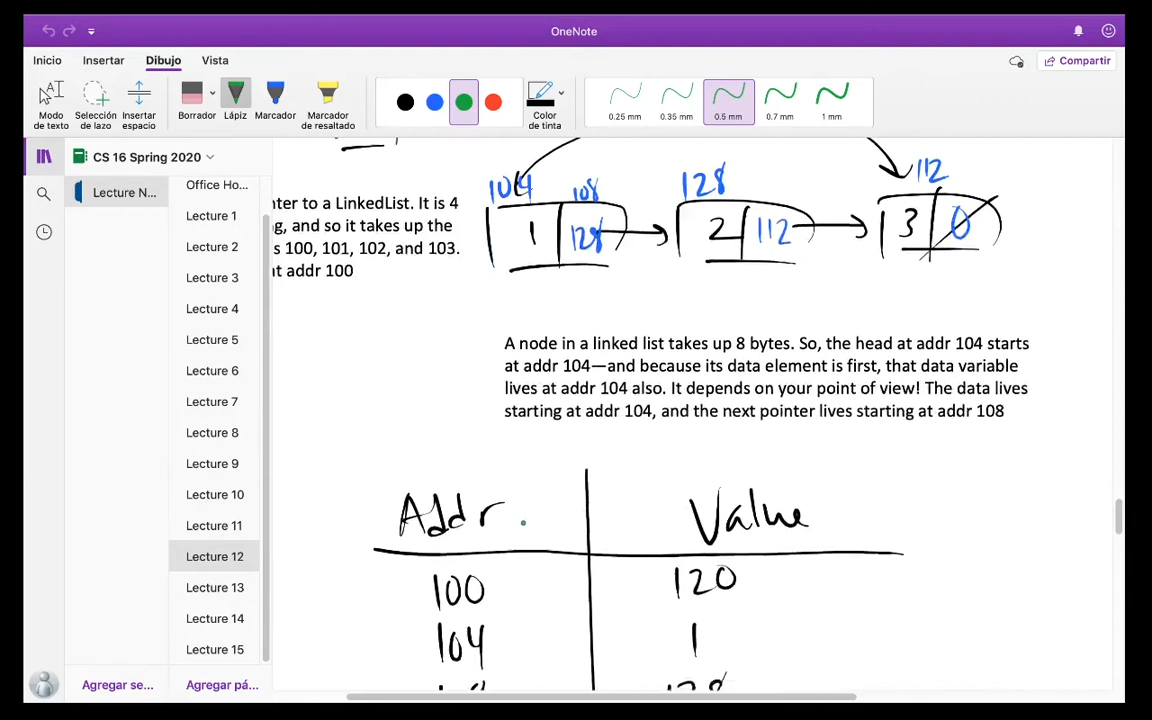 OneNote
Inicio Insertar Dibujo Vista
Compartir
Modo de texto
Selección de lazo
Insertar espacio
Borrador
Lápiz
Marcador
Marcador de resaltado
Color de tinta
0.25 mm
0.35 mm
0.5 mm
0.7 mm
1 mm
CS 16 Spring 2020
Lecture N...
Office Ho...
Lecture 1
Lecture 2
Lecture 3
Lecture 4
Lecture 5
Lecture 6
Lecture 7
Lecture 8
Lecture 9
Lecture 10
Lecture 11
Lecture 12
Lecture 13
Lecture 14
Lecture 15
Agregar se...
Agregar pá...
nter to a LinkedList. It is 4
ng, and so it takes up the
s 100, 101, 102, and 103.
at addr 100
104 108 128 112
1 128 2 112 3 0
A node in a linked list takes up 8 bytes. So, the head at addr 104 starts
at addr 104—and because its data element is first, that data variable
lives at addr 104 also. It depends on your point of view! The data lives
starting at addr 104, and the next pointer lives starting at addr 108
Addr Value
100 120
104 1